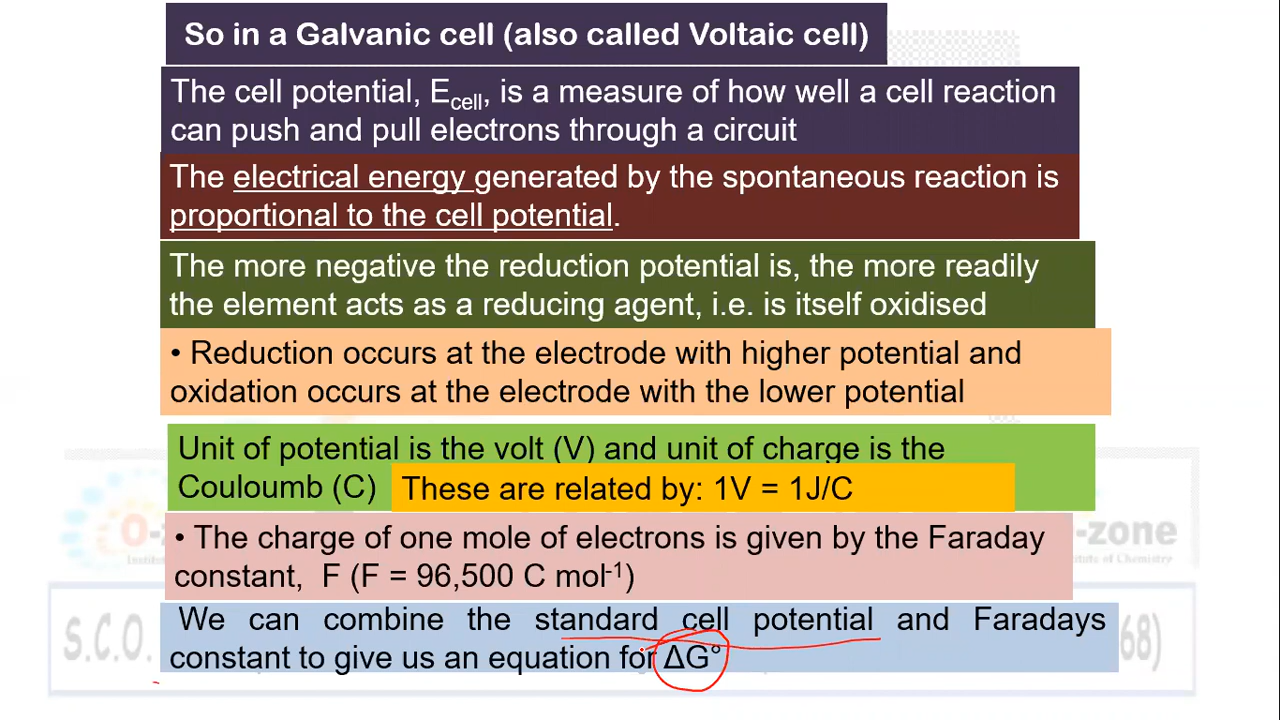 So in a Galvanic cell (also called Voltaic cell)
The cell potential, Ecell, is a measure of how well a cell reaction
can push and pull electrons through a circuit
The electrical energy generated by the spontaneous reaction is
proportional to the cell potential.
The more negative the reduction potential is, the more readily
the element acts as a reducing agent, i.e. is itself oxidised
• Reduction occurs at the electrode with higher potential and
oxidation occurs at the electrode with the lower potential
Unit of potential is the volt (V) and unit of charge is the
Couloumb (C) These are related by: 1V = 1J/C
• The charge of one mole of electrons is given by the Faraday
-zone
constant, F (F = 96,500 C mol-1)
We can combine the standard cell potential and Faradays
constant to give us an equation for ΔG°
S.C.O.
68)